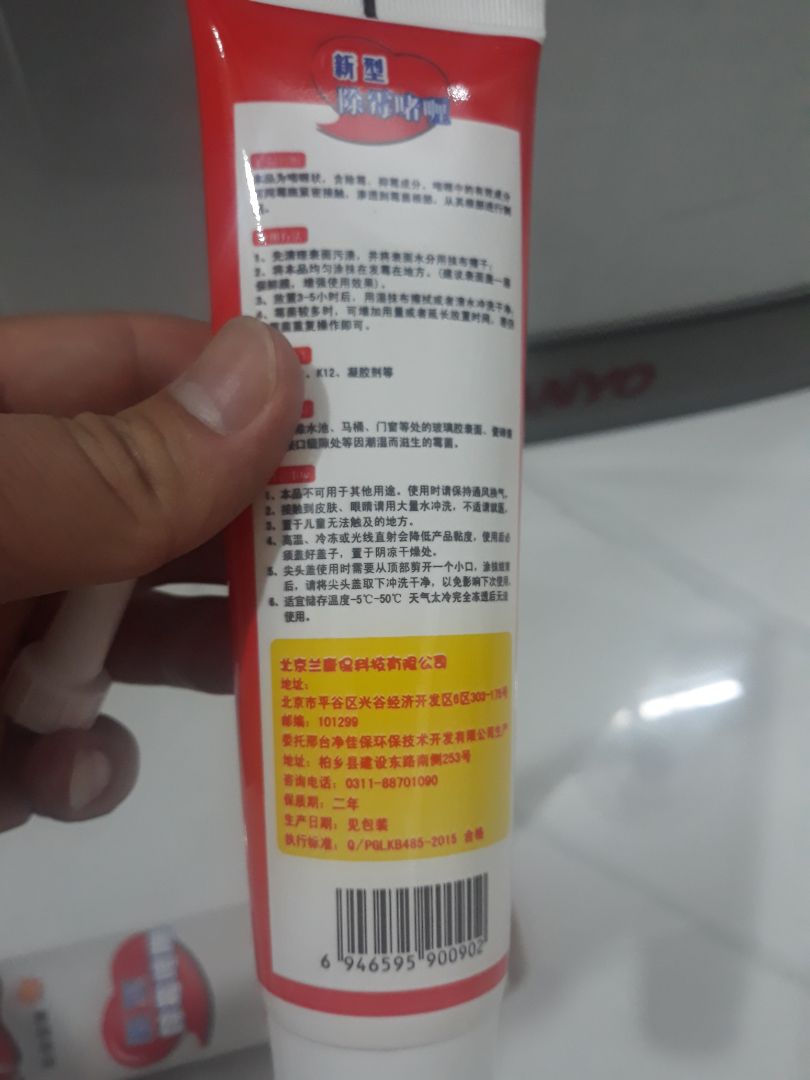 新型
除霉啫喱
本品为啫喱状，含除霉、抑霉成分，啫喱中的有效成分
同霉菌紧密接触，渗透到霉菌根部，从其根部进行
1、先清理表面污渍，并将表面水分用抹布擦干；
2、将本品均匀涂抹在发霉在地方。(建议表面盖一层
保鲜膜，增强使用效果)。
3、放置3-5小时后，用湿抹布擦拭或者清水冲洗干净。
4、霉菌较多时，可增加用量或者延长放置时间，
重复操作即可。
、K12、凝胶剂等
水池、马桶、门窗等处的玻璃胶表面、瓷砖
接口缝隙处等因潮湿而滋生的霉菌。
1、本品不可用于其他用途。使用时请保持通风换气。
2、接触到皮肤、眼睛请用大量水冲洗，不适请就医。
3、置于儿童无法触及的地方。
4、高温、冷冻或光线直射会降低产品黏度，使用后必
须盖好盖子，置于阴凉干燥处。
5、尖头盖使用时需要从顶部剪开一个小口，涂抹结束
后，请将尖头盖取下冲洗干净，以免影响下次使用。
6、适宜储存温度-5℃-50℃ 天气太冷完全冻透后无法
使用。
北京兰康保科技有限公司
地址：
北京市平谷区兴谷经济开发区6区303-176号
邮编：101299
委托邢台净佳保环保技术开发有限公司生产
地址：柏乡县建设东路南侧253号
咨询电话：0311-88701090
保质期：二年
生产日期：见包装
执行标准：Q/PGLKB485-2015 合格
6 946595 900902
NYO